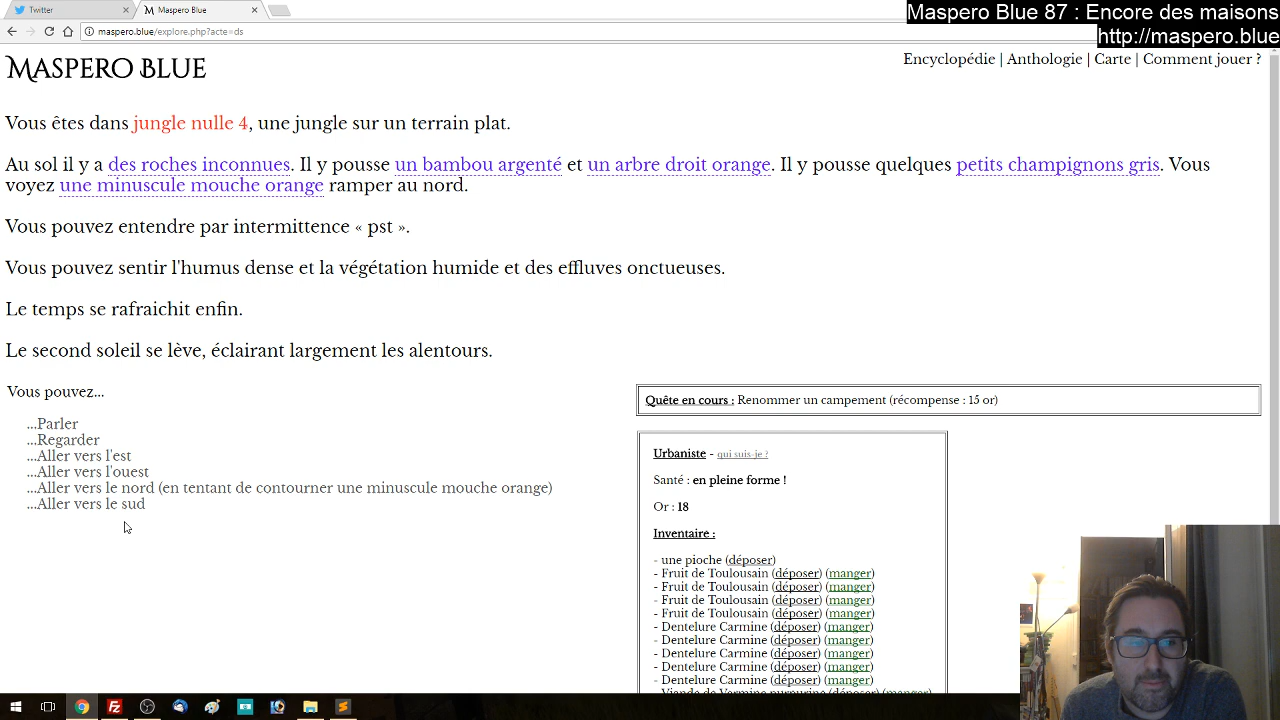 Twitter
Maspero Blue
maspero.blue/explore.php?acte=ds
Maspero Blue 87 : Encore des maisons
http://maspero.blue
Maspero Blue
Encyclopédie | Anthologie | Carte | Comment jouer ?
Vous êtes dans jungle nulle 4, une jungle sur un terrain plat.
Au sol il y a des roches inconnues. Il y pousse un bambou argenté et un arbre droit orange. Il y pousse quelques petits champignons gris. Vous
voyez une minuscule mouche orange ramper au nord.
Vous pouvez entendre par intermittence « pst ».
Vous pouvez sentir l'humus dense et la végétation humide et des effluves onctueuses.
Le temps se rafraichit enfin.
Le second soleil se lève, éclairant largement les alentours.
Vous pouvez...
...Parler
...Regarder
...Aller vers l'est
...Aller vers l'ouest
...Aller vers le nord (en tentant de contourner une minuscule mouche orange)
...Aller vers le sud
Quête en cours : Renommer un campement (récompense : 15 or)
Urbaniste - qui suis-je ?
Santé : en pleine forme !
Or : 18
Inventaire :
- une pioche (déposer)
- Fruit de Toulousain (déposer) (manger)
- Fruit de Toulousain (déposer) (manger)
- Fruit de Toulousain (déposer) (manger)
- Fruit de Toulousain (déposer) (manger)
- Dentelure Carmine (déposer) (manger)
- Dentelure Carmine (déposer) (manger)
- Dentelure Carmine (déposer) (manger)
- Dentelure Carmine (déposer) (manger)
- Dentelure Carmine (déposer) (manger)
- Viande de Vermine purpurine (déposer) (manger)